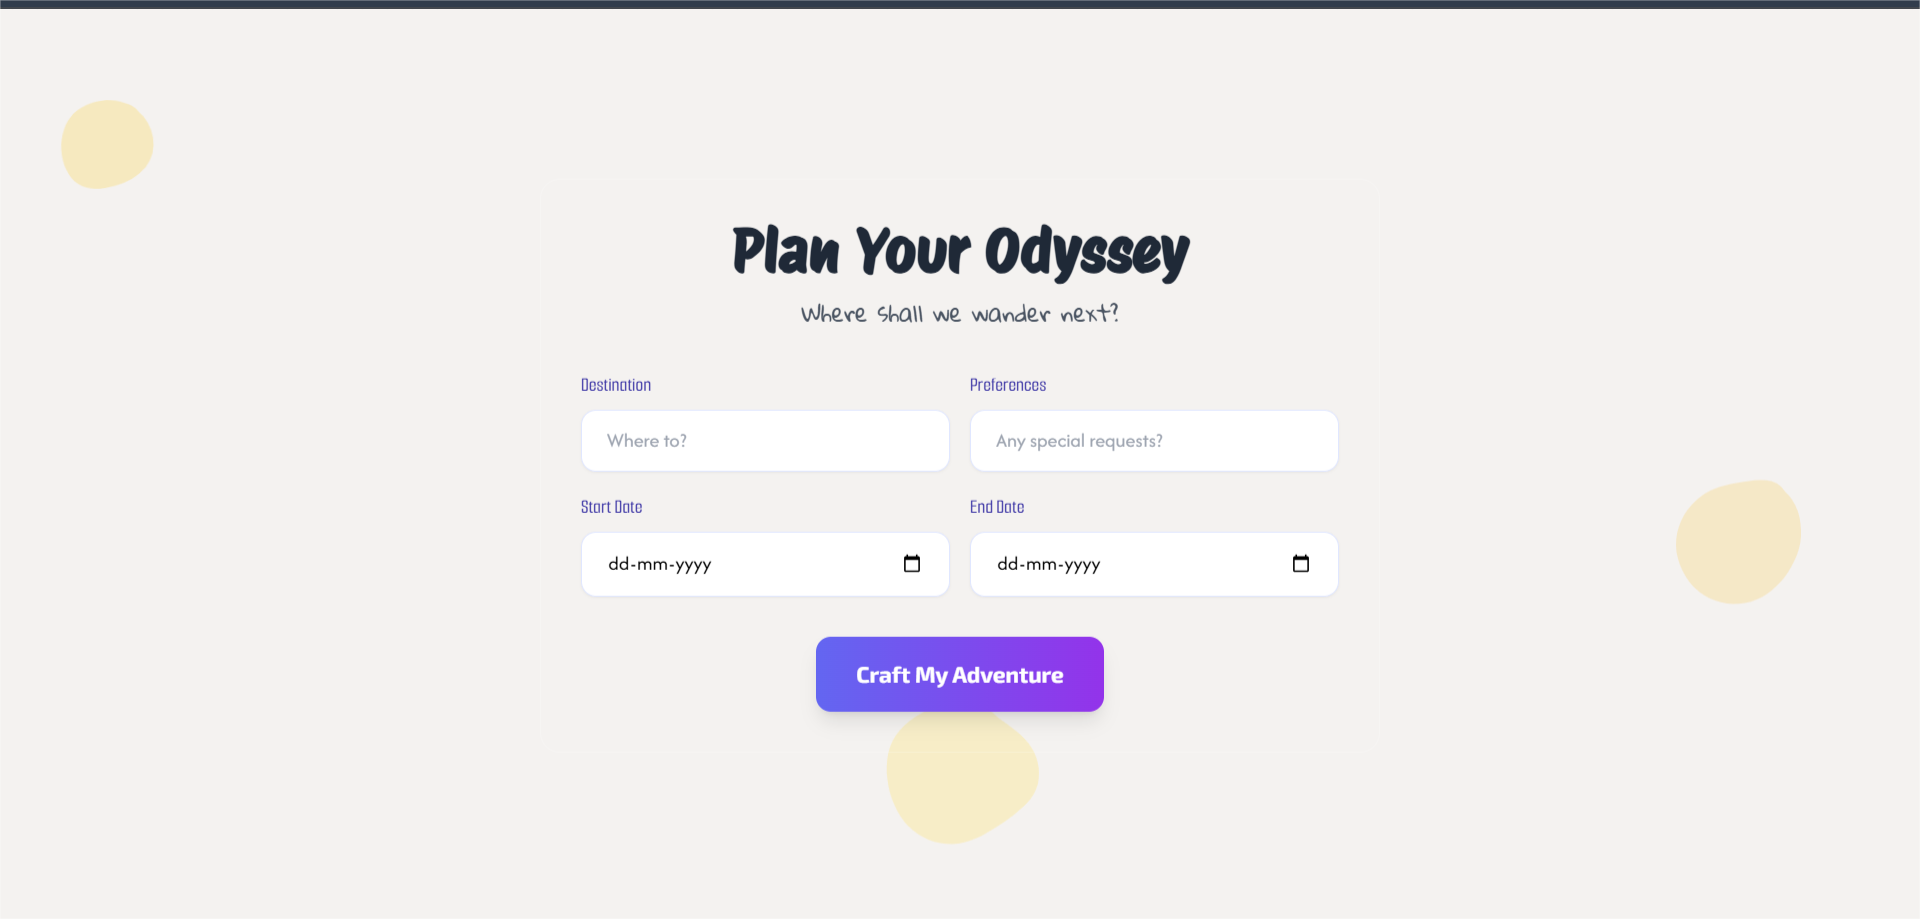 Plan Your Odyssey
Where shall we wander next?
Destination
Preferences
Where to?
Any special requests?
Start Date
End Date
dd-mm-yyyy
dd-mm-yyyy
Craft My Adventure